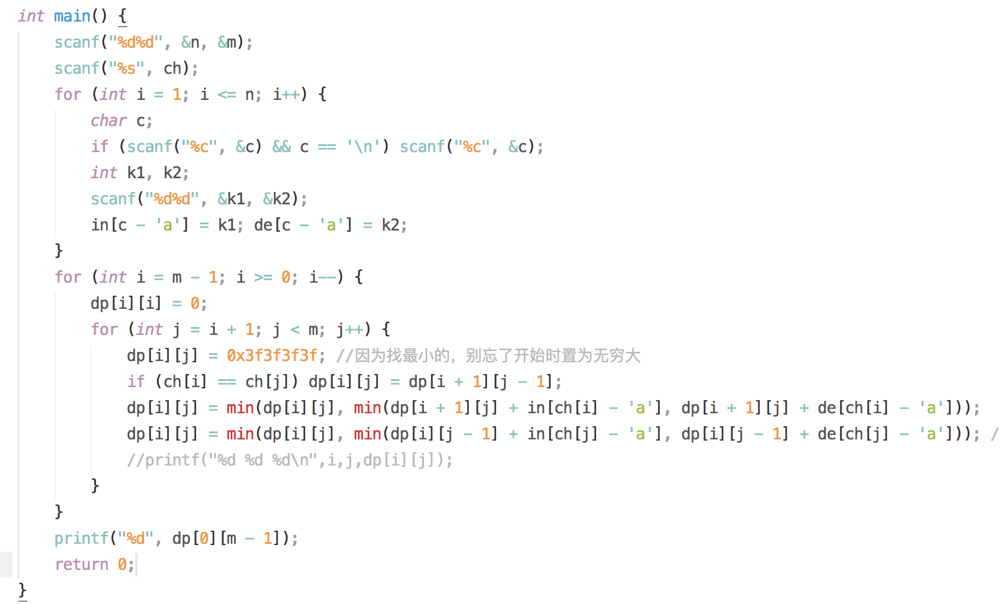 int main() {
    scanf("%d%d", &n, &m);
    scanf("%s", ch);
    for (int i = 1; i <= n; i++) {
        char c;
        if (scanf("%c", &c) && c == '\n') scanf("%c", &c);
        int k1, k2;
        scanf("%d%d", &k1, &k2);
        in[c - 'a'] = k1; de[c - 'a'] = k2;
    }
    for (int i = m - 1; i >= 0; i--) {
        dp[i][i] = 0;
        for (int j = i + 1; j < m; j++) {
            dp[i][j] = 0x3f3f3f3f; //因为找最小的，别忘了开始时置为无穷大
            if (ch[i] == ch[j]) dp[i][j] = dp[i + 1][j - 1];
            dp[i][j] = min(dp[i][j], min(dp[i + 1][j] + in[ch[i] - 'a'], dp[i + 1][j] + de[ch[i] - 'a']));
            dp[i][j] = min(dp[i][j], min(dp[i][j - 1] + in[ch[j] - 'a'], dp[i][j - 1] + de[ch[j] - 'a'])); /
            //printf("%d %d %d\n",i,j,dp[i][j]);
        }
    }
    printf("%d", dp[0][m - 1]);
    return 0;
}